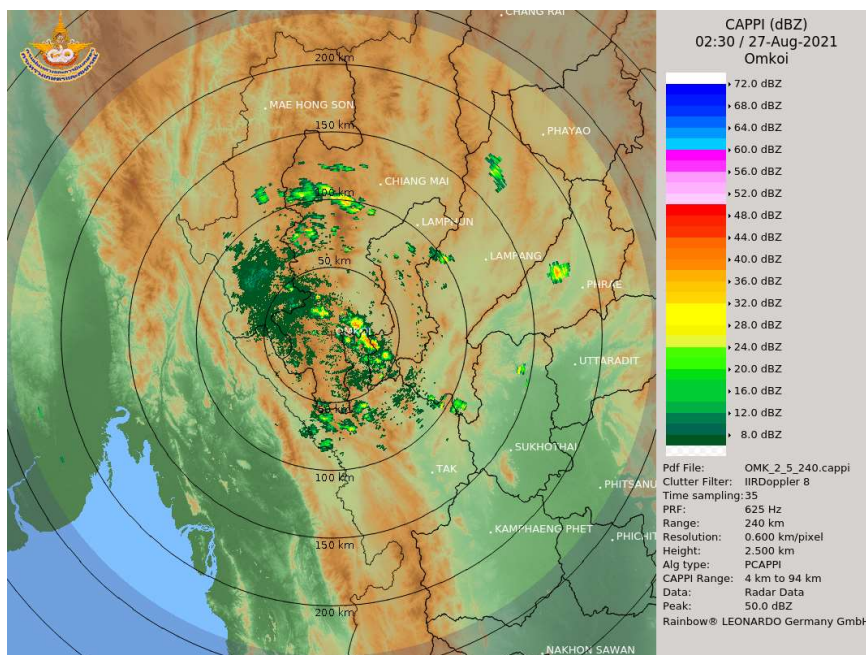 CHANG RAI
200 km
MAE HONG SON
150 km
PHAYAO
CHIANG MAI
100 km
LAMPHUN
LAMPANG
50 km
PHRAE
UTTARADIT
50 km
SUKHOTHAI
TAK
100 km
PHITSANU
KAMPHAENG PHET
PHICHIT
150 km
200 km
NAKHON SAWAN
CAPPI (dBZ)
02:30 / 27-Aug-2021
Omkoi
72.0 dBZ
68.0 dBZ
64.0 dBZ
60.0 dBZ
56.0 dBZ
52.0 dBZ
48.0 dBZ
44.0 dBZ
40.0 dBZ
36.0 dBZ
32.0 dBZ
28.0 dBZ
24.0 dBZ
20.0 dBZ
16.0 dBZ
12.0 dBZ
8.0 dBZ
Pdf File: OMK_2_5_240.cappi
Clutter Filter: IIRDoppler 8
Time sampling: 35
PRF: 625 Hz
Range: 240 km
Resolution: 0.600 km/pixel
Height: 2.500 km
Alg type: PCAPPI
CAPPI Range: 4 km to 94 km
Data: Radar Data
Peak: 50.0 dBZ
Rainbow® LEONARDO Germany GmbH